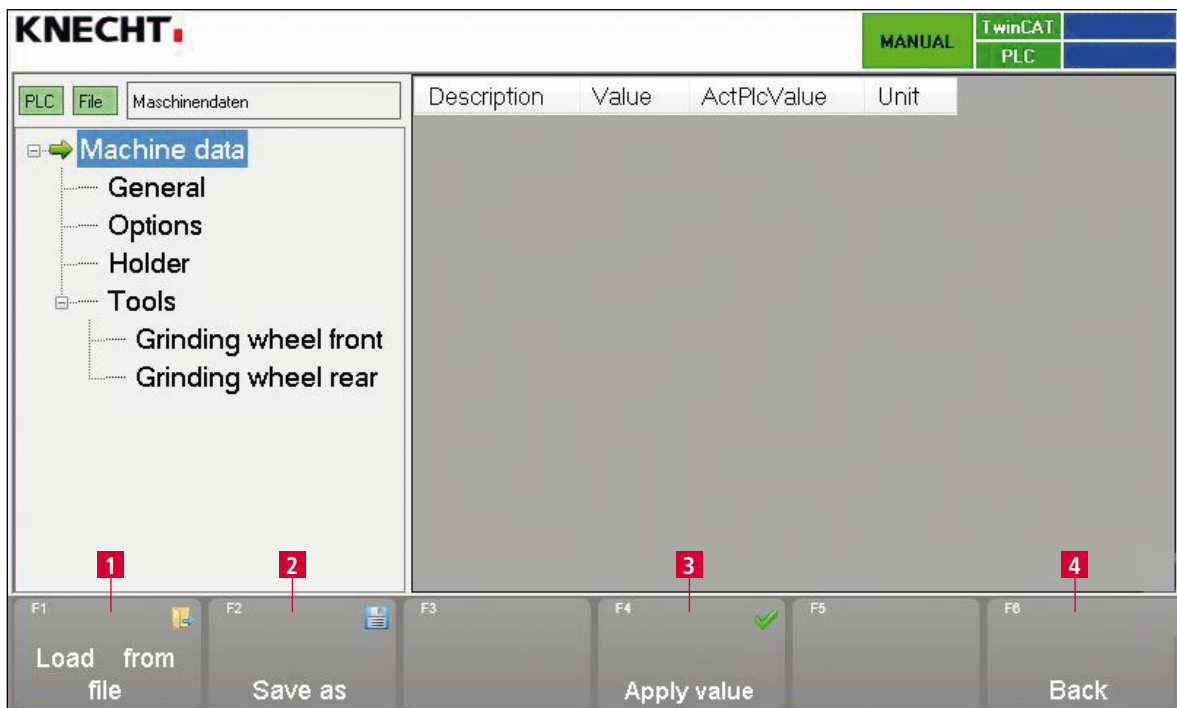 KNECHT
MANUAL
TwinCAT
PLC
PLC File Maschinendaten
Description Value ActPlcValue Unit
Machine data
General
Options
Holder
Tools
Grinding wheel front
Grinding wheel rear
1 2 3 4
F1 F2 F3 F4 F5 F6
Load from
file
Save as
Apply value
Back